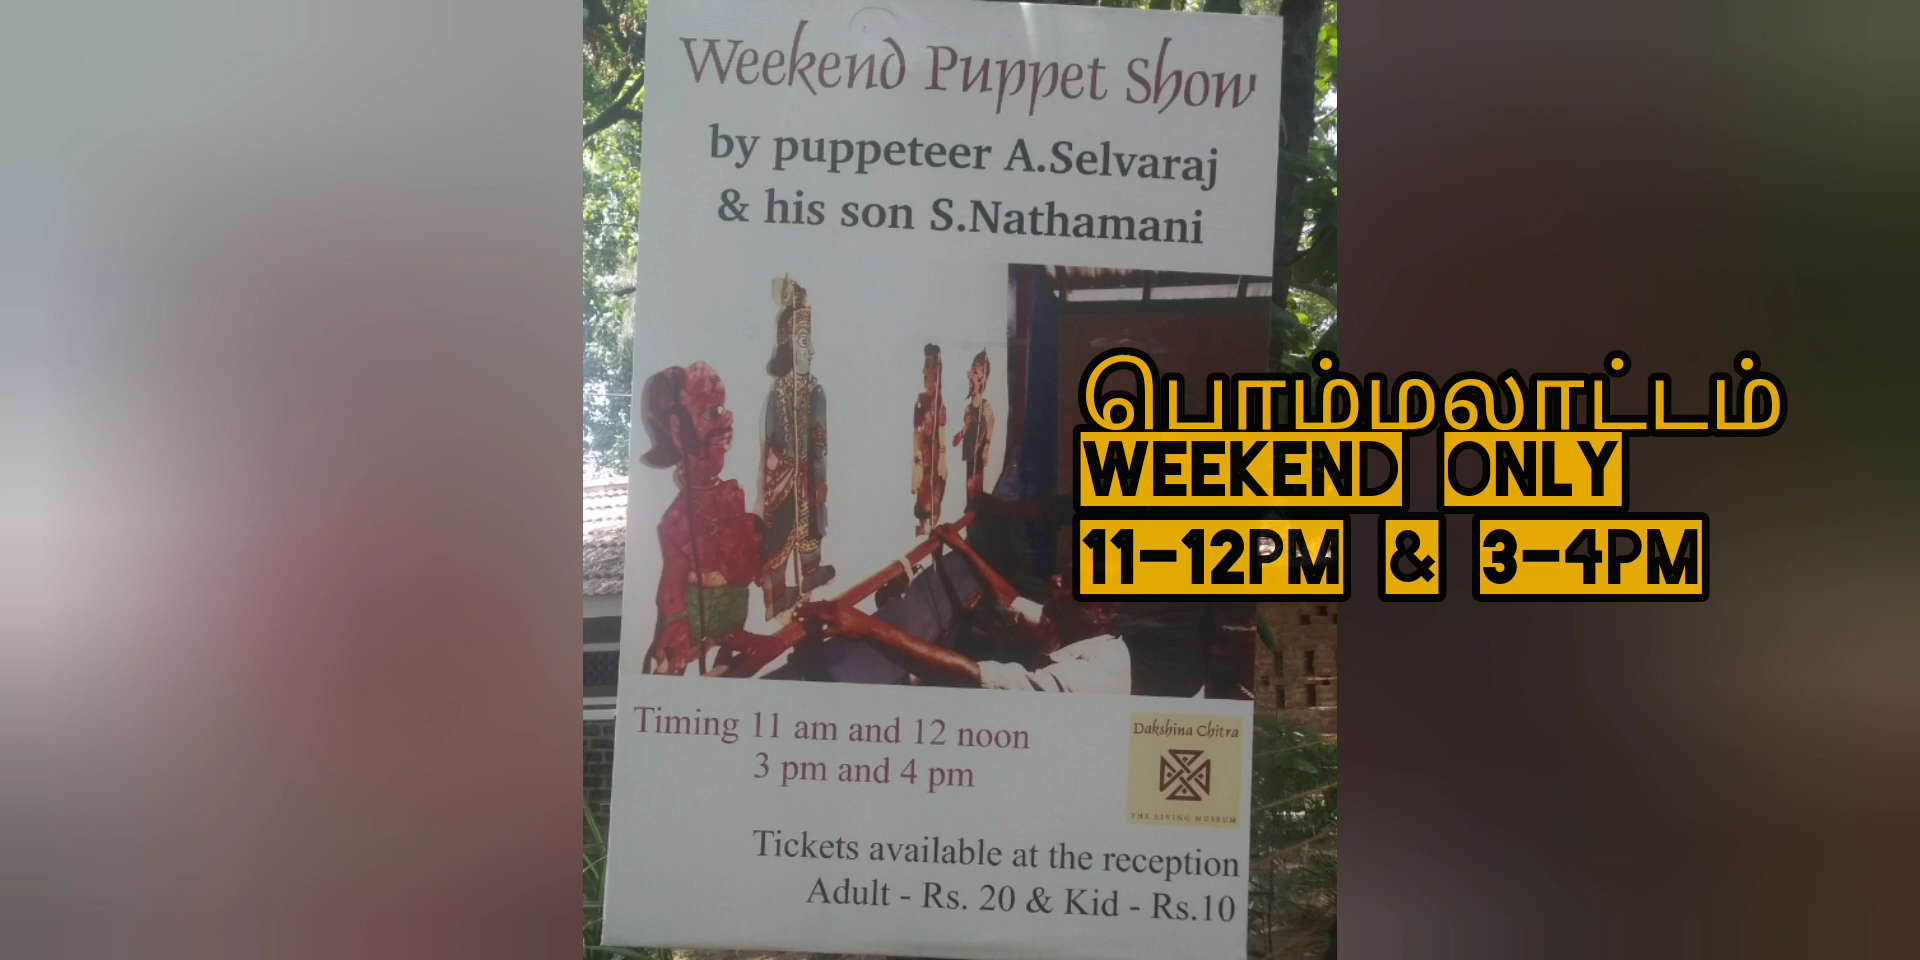 Weekend Puppet Show
by puppeteer A.Selvaraj
& his son S.Nathamani
பொம்மலாட்டம்
WEEKEND ONLY
11-12PM & 3-4PM
Timing 11 am and 12 noon
3 pm and 4 pm
Dakshina Chitra
THE LIVING MUSEUM
Tickets available at the reception
Adult - Rs. 20 & Kid - Rs.10